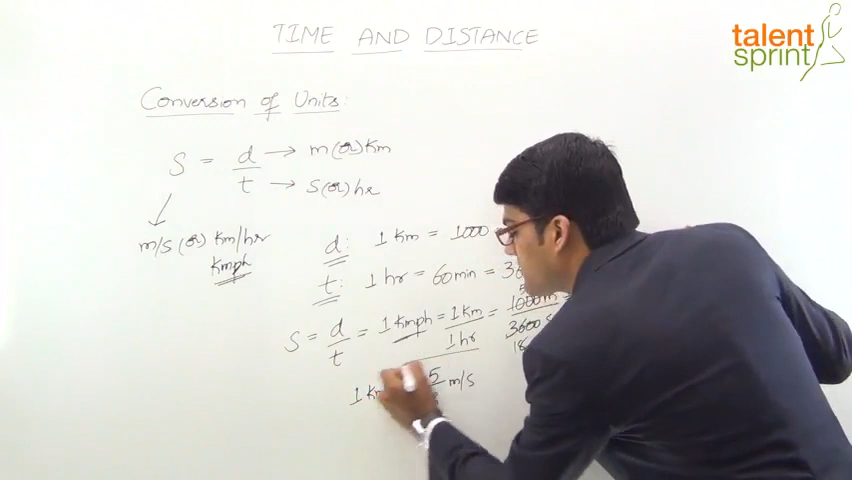 TIME AND DISTANCE
talent
sprint
Conversion of Units:
S = d/t → m (or) Km
→ s (or) hr
m/s (or) Km/hr
Kmph
d: 1 Km = 1000
t: 1 hr = 60 min =
S = d/t = 1 Kmph = 1 Km/1 hr = 1000 m/3600 s
18
5 m/s